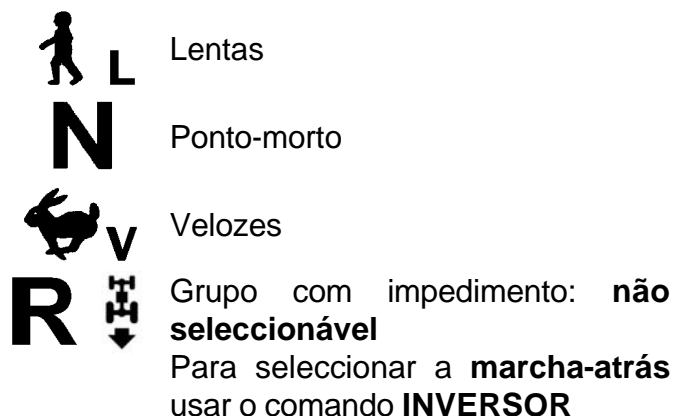 L Lentas
N Ponto-morto
V Velozes
R Grupo com impedimento: não
seleccionável
Para seleccionar a marcha-atrás
usar o comando INVERSOR